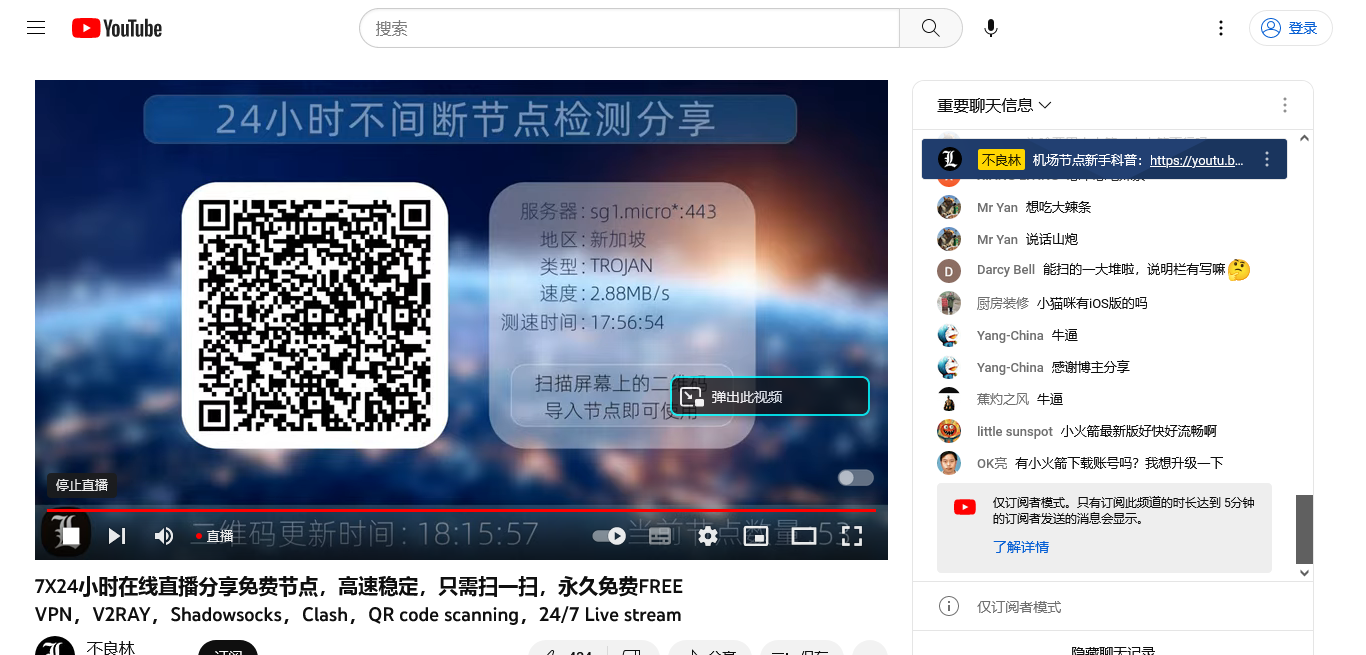 YouTube
搜索
登录
24小时不间断节点检测分享
服务器：sg1.micro*:443
地区：新加坡
类型：TROJAN
速度：2.88MB/s
测速时间：17:56:54
扫描屏幕上的二维码
导入节点即可使用
弹出此视频
停止直播
二维码更新时间：18:15:57
当前节点数量
53
直播
7X24小时在线直播分享免费节点，高速稳定，只需扫一扫，永久免费FREE
VPN，V2RAY，Shadowsocks，Clash，QR code scanning，24/7 Live stream
不良林
订阅
424
分享
保存
重要聊天信息
不良林 机场节点新手科普：https://youtu.b...
Mr Yan 想吃大辣条
Mr Yan 说话山炮
Darcy Bell 能扫的一大堆啦，说明栏有写嘛🤔
厨房装修 小猫咪有iOS版的吗
Yang-China 牛逼
Yang-China 感谢博主分享
蕉灼之风 牛逼
little sunspot 小火箭最新版好快好流畅啊
OK亮 有小火箭下载账号吗？我想升级一下
仅订阅者模式。只有订阅此频道的时长达到 5分钟
的订阅者发送的消息会显示。
了解详情
仅订阅者模式
隐藏聊天记录